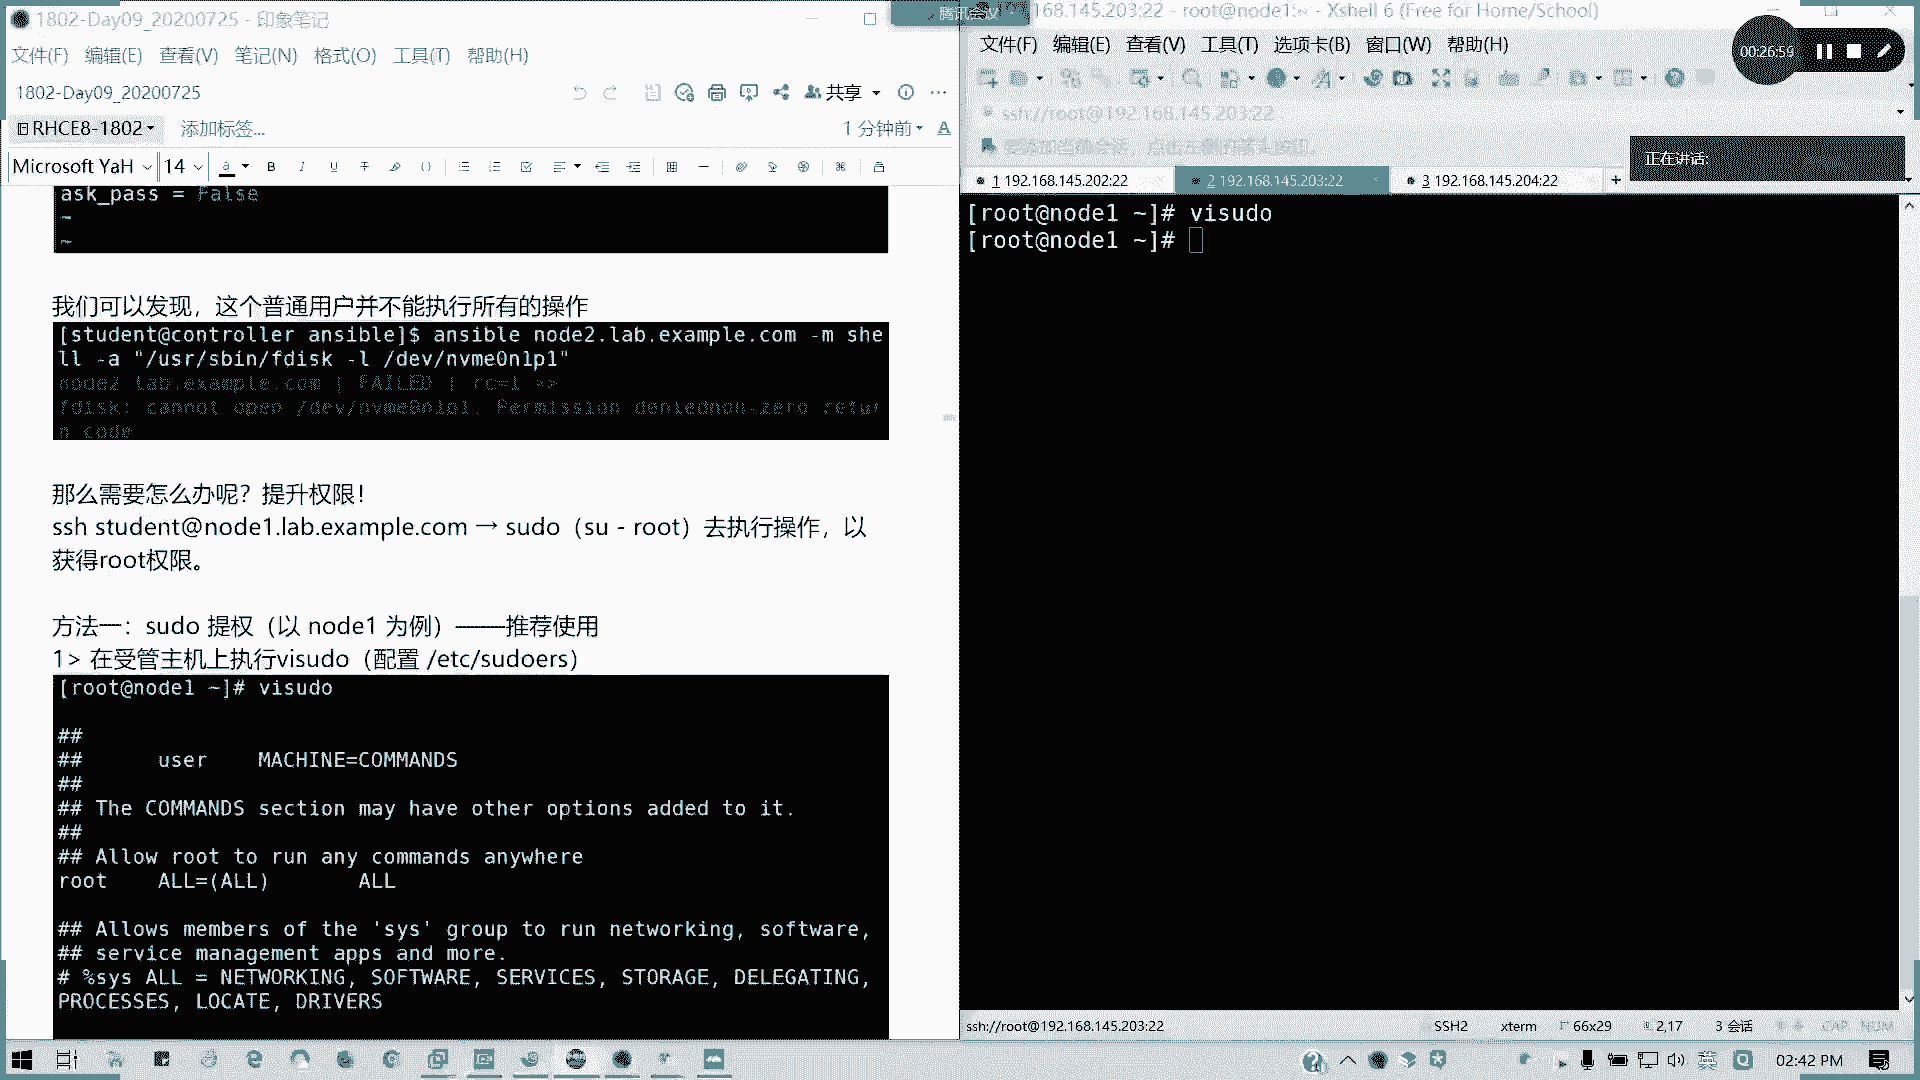 1802-Day09_20200725 - 印象笔记
文件(F) 编辑(E) 查看(V) 笔记(N) 格式(O) 工具(T) 帮助(H)
1802-Day09_20200725
共享
RHCE8-1802
添加标签...
1 分钟前
Microsoft YaH
14
ask_pass = False
~
~
我们可以发现，这个普通用户并不能执行所有的操作
[student@controller ansible]$ ansible node2.lab.example.com -m she
ll -a "/usr/sbin/fdisk -l /dev/nvme0n1p1"
node2.lab.example.com | FAILED | rc=1 >>
fdisk: cannot open /dev/nvme0n1p1: Permission deniednon-zero retur
n code
那么需要怎么办呢？提升权限！
ssh student@node1.lab.example.com → sudo（su - root）去执行操作，以
获得root权限。
方法一：sudo 提权（以 node1 为例）———推荐使用
1> 在受管主机上执行visudo（配置 /etc/sudoers）
[root@node1 ~]# visudo
##
## user MACHINE=COMMANDS
##
## The COMMANDS section may have other options added to it.
##
## Allow root to run any commands anywhere
root ALL=(ALL) ALL
## Allows members of the 'sys' group to run networking, software,
## service management apps and more.
# %sys ALL = NETWORKING, SOFTWARE, SERVICES, STORAGE, DELEGATING,
PROCESSES, LOCATE, DRIVERS
腾讯会议
168.145.203:22 - root@node1:~ - Xshell 6 (Free for Home/School)
文件(F) 编辑(E) 查看(V) 工具(T) 选项卡(B) 窗口(W) 帮助(H)
00:26:59
ssh://root@192.168.145.203:22
要添加当前会话，点击左侧的箭头按钮。
正在讲话:
1 192.168.145.202:22
2 192.168.145.203:22
3 192.168.145.204:22
[root@node1 ~]# visudo
[root@node1 ~]#
ssh://root@192.168.145.203:22
SSH2
xterm
66x29
2,17
3 会话
CAP NUM
英
02:42 PM